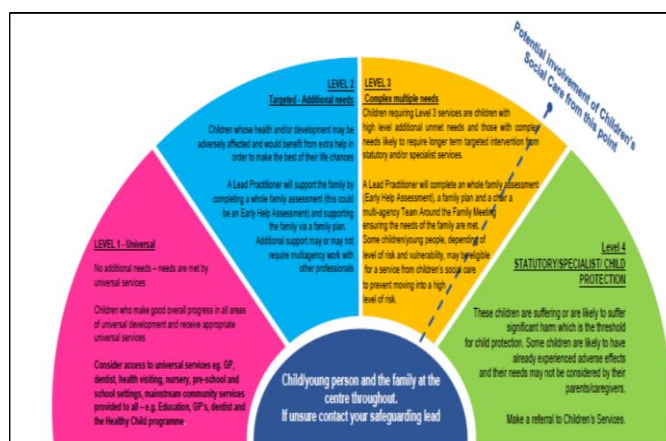 LEVEL 1 - Universal
No additional needs – needs are met by
universal services
Children who make good overall progress in all areas
of universal development and receive appropriate
universal services
Consider access to universal services eg. GP,
dentist, health visiting, nursery, pre-school and
school settings, mainstream community services
provided to all – e.g. Education, GP's, dentist and
the Healthy Child programme.
LEVEL 2
Targeted - Additional needs
Children whose health and/or development may be
adversely affected and would benefit from extra help in
order to make the best of their life chances
A Lead Practitioner will support the family by
completing a whole family assessment (this could
be an Early Help Assessment) and supporting
the family via a family plan.
Additional support may or may not
require multiagency work with
other professionals
LEVEL 3
Complex multiple needs
Children requiring Level 3 services are children with
high level additional unmet needs and those with complex
needs likely to require longer term targeted intervention from
statutory and/or specialist services.
A Lead Practitioner will complete an whole family assessment
(Early Help Assessment), a family plan and a chair a
multi-agency Team Around the Family Meeting
ensuring the needs of the family are met.
Some children/young people, depending of
level of risk and vulnerability, may be eligible
for a service from children's social care
to prevent moving into a high
level of risk.
Potential involvement of Children's
Social Care from this point
Level 4
STATUTORY/SPECIALIST/ CHILD
PROTECTION
These children are suffering or are likely to suffer
significant harm which is the threshold
for child protection. Some children are likely to have
already experienced adverse effects
and their needs may not be considered by their
parents/caregivers.
Make a referral to Children's Services.
Child/young person and the family at the
centre throughout.
If unsure contact your safeguarding lead